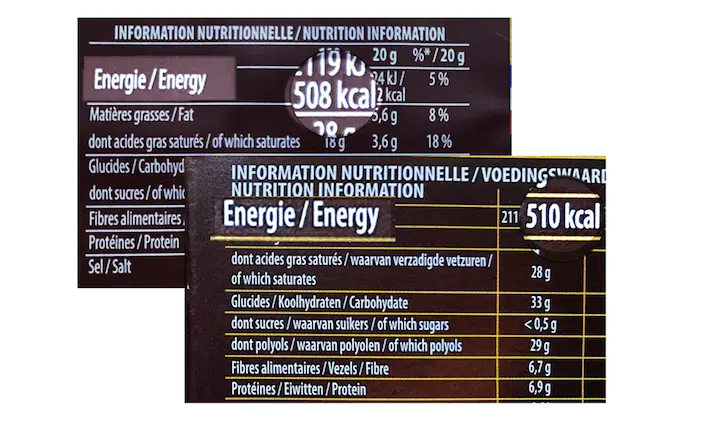 INFORMATION NUTRITIONNELLE / NUTRITION INFORMATION
20 g %* / 20 g
Energie / Energy 508 kcal 5 %
Matières grasses / Fat 5,6 g 8 %
dont acides gras saturés / of which saturates 18 g 3,6 g 18 %
Glucides / Carbohyd
dont sucres / of whic
Fibres alimentaires
Protéines / Protein
Sel / Salt
INFORMATION NUTRITIONNELLE / VOEDINGSWAARD
NUTRITION INFORMATION
Energie / Energy 211 510 kcal
dont acides gras saturés / waarvan verzadigde vetzuren /
of which saturates 28 g
Glucides / Koolhydraten / Carbohydate 33 g
dont sucres / waarvan suikers / of which sugars < 0,5 g
dont polyols / waarvan polyolen / of which polyols 29 g
Fibres alimentaires / Vezels / Fibre 6,7 g
Protéines / Eiwitten / Protein 6,9 g